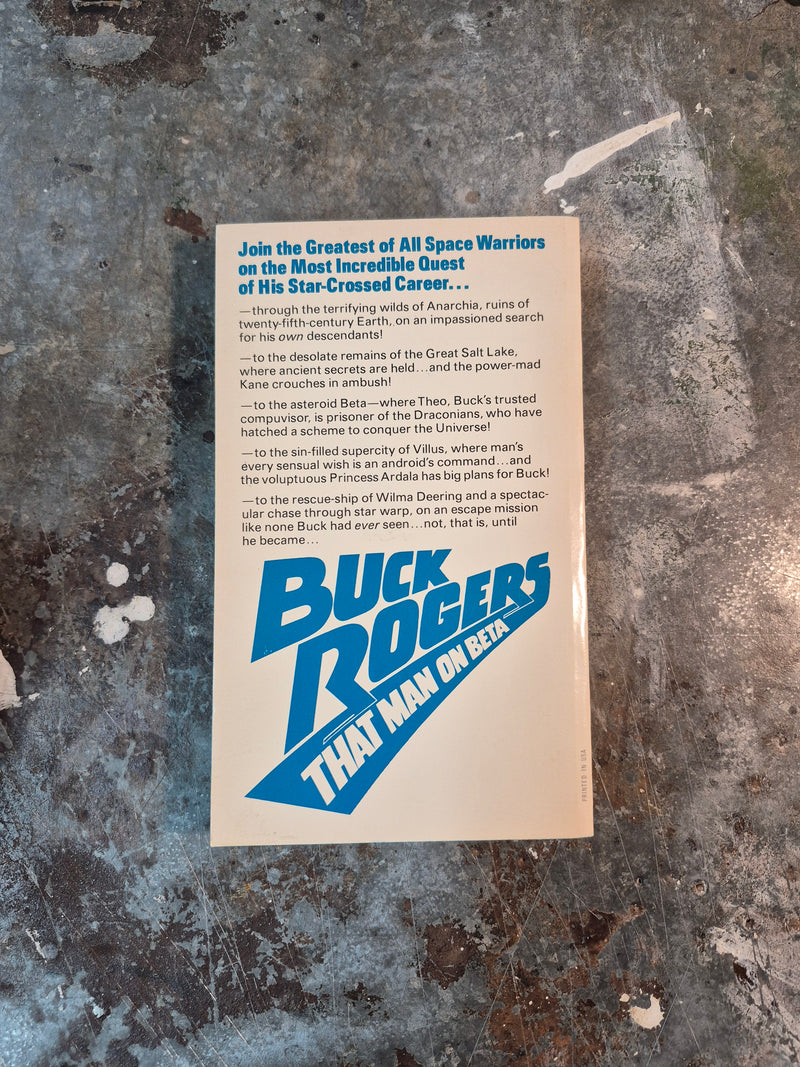 Join the Greatest of All Space Warriors
on the Most Incredible Quest
of His Star-Crossed Career...
—through the terrifying wilds of Anarchia, ruins of
twenty-fifth-century Earth, on an impassioned search
for his own descendants!
—to the desolate remains of the Great Salt Lake,
where ancient secrets are held...and the power-mad
Kane crouches in ambush!
—to the asteroid Beta—where Theo, Buck's trusted
compuvisor, is prisoner of the Draconians, who have
hatched a scheme to conquer the Universe!
—to the sin-filled supercity of Villus, where man's
every sensual wish is an android's command...and
the voluptuous Princess Ardala has big plans for Buck!
—to the rescue-ship of Wilma Deering and a spectac-
ular chase through star warp, on an escape mission
like none Buck had ever seen...not, that is, until
he became...
BUCK
ROGERS
THAT MAN ON BETA
PRINTED IN USA